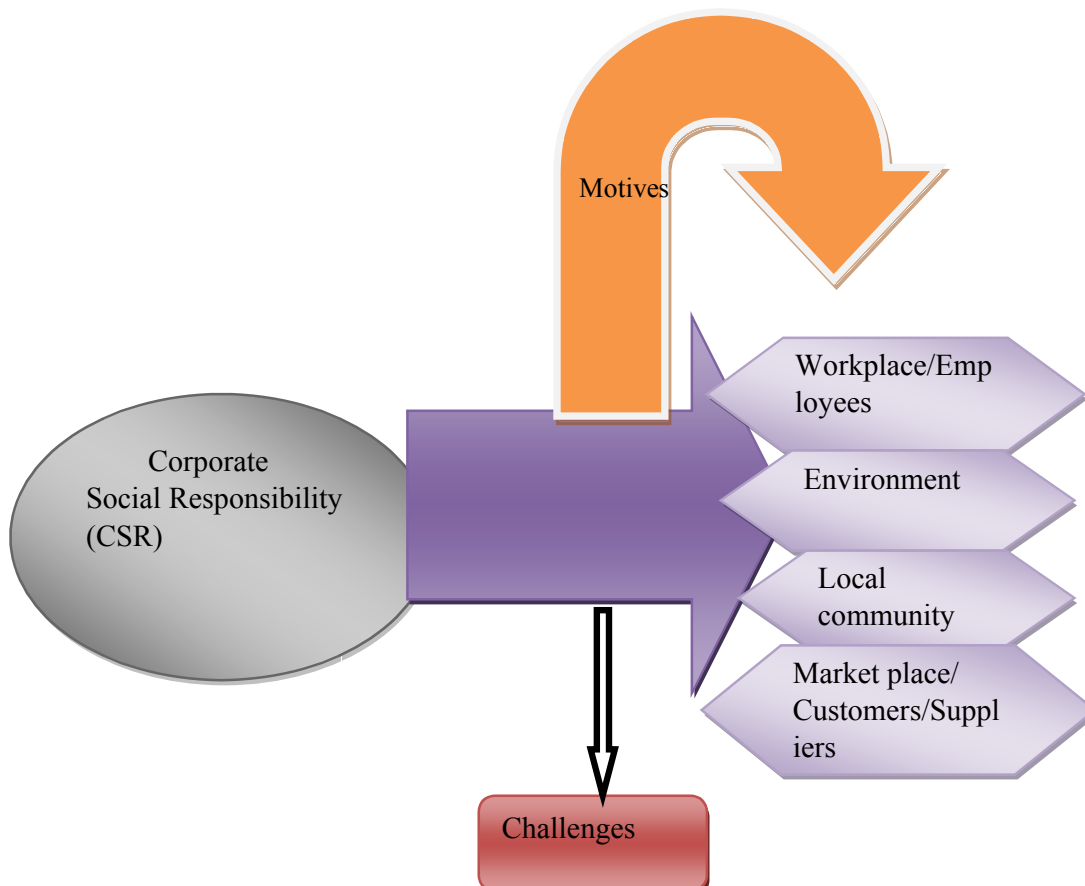 Motives
Corporate
Social Responsibility
(CSR)
Workplace/Emp
loyees
Environment
Local
community
Market place/
Customers/Suppl
iers
Challenges